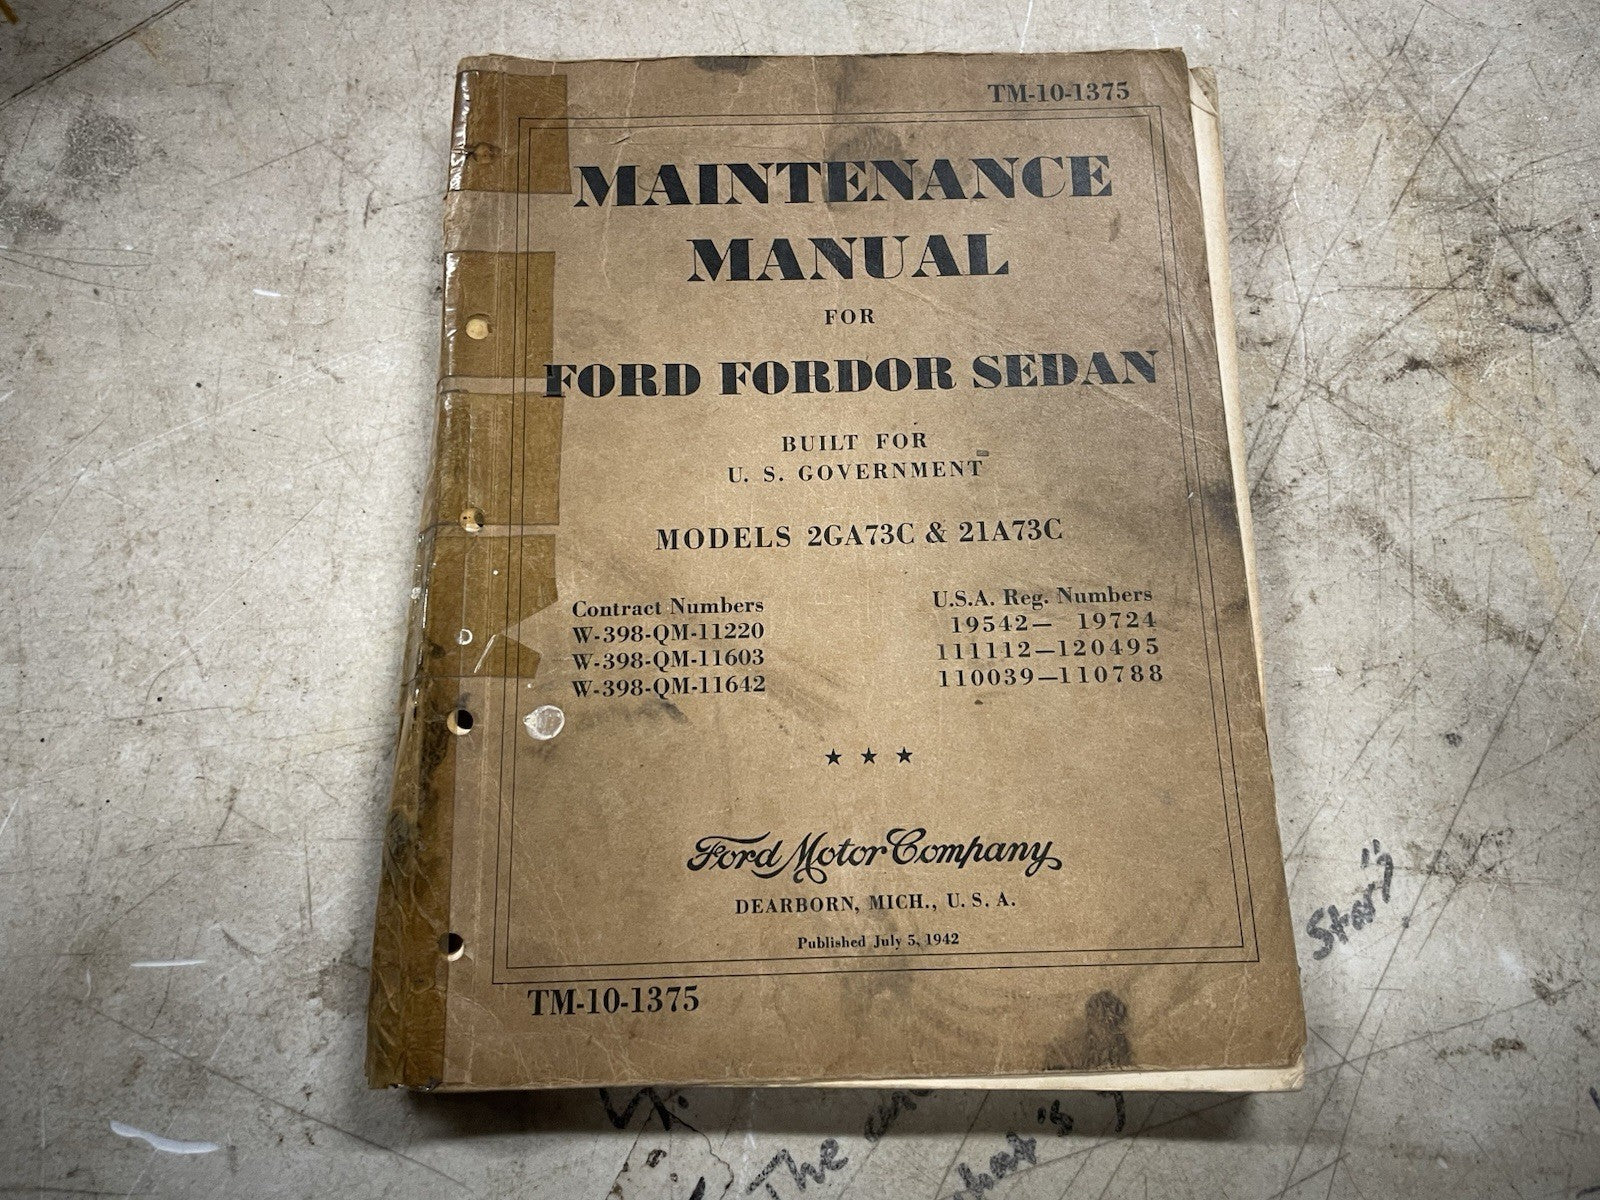 TM-10-1375
MAINTENANCE
MANUAL
FOR
FORD FORDOR SEDAN
BUILT FOR
U. S. GOVERNMENT
MODELS 2GA73C & 21A73C
Contract Numbers
W-398-QM-11220
W-398-QM-11603
W-398-QM-11642
U.S.A. Reg. Numbers
19542— 19724
111112—120495
110039—110788
★ ★ ★
Ford Motor Company
DEARBORN, MICH., U. S. A.
Published July 5, 1942
TM-10-1375
The